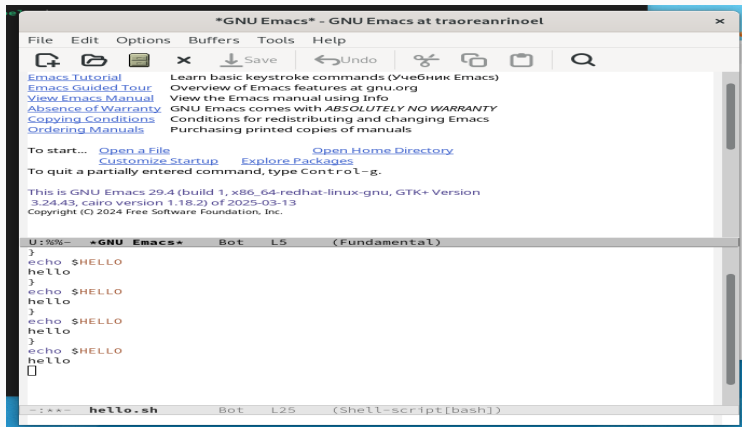 *GNU Emacs* - GNU Emacs at traoreanrinoel ×
File Edit Options Buffers Tools Help
Save Undo
Emacs Tutorial Learn basic keystroke commands (Учебник Emacs)
Emacs Guided Tour Overview of Emacs features at gnu.org
View Emacs Manual View the Emacs manual using Info
Absence of Warranty GNU Emacs comes with ABSOLUTELY NO WARRANTY
Copying Conditions Conditions for redistributing and changing Emacs
Ordering Manuals Purchasing printed copies of manuals
To start... Open a File Open Home Directory
Customize Startup Explore Packages
To quit a partially entered command, type Control-g.
This is GNU Emacs 29.4 (build 1, x86_64-redhat-linux-gnu, GTK+ Version
3.24.43, cairo version 1.18.2) of 2025-03-13
Copyright (C) 2024 Free Software Foundation, Inc.
U:%%- *GNU Emacs* Bot L5 (Fundamental)
}
echo $HELLO
hello
}
echo $HELLO
hello
}
echo $HELLO
hello
}
echo $HELLO
hello
-:**- hello.sh Bot L25 (Shell-script[bash])